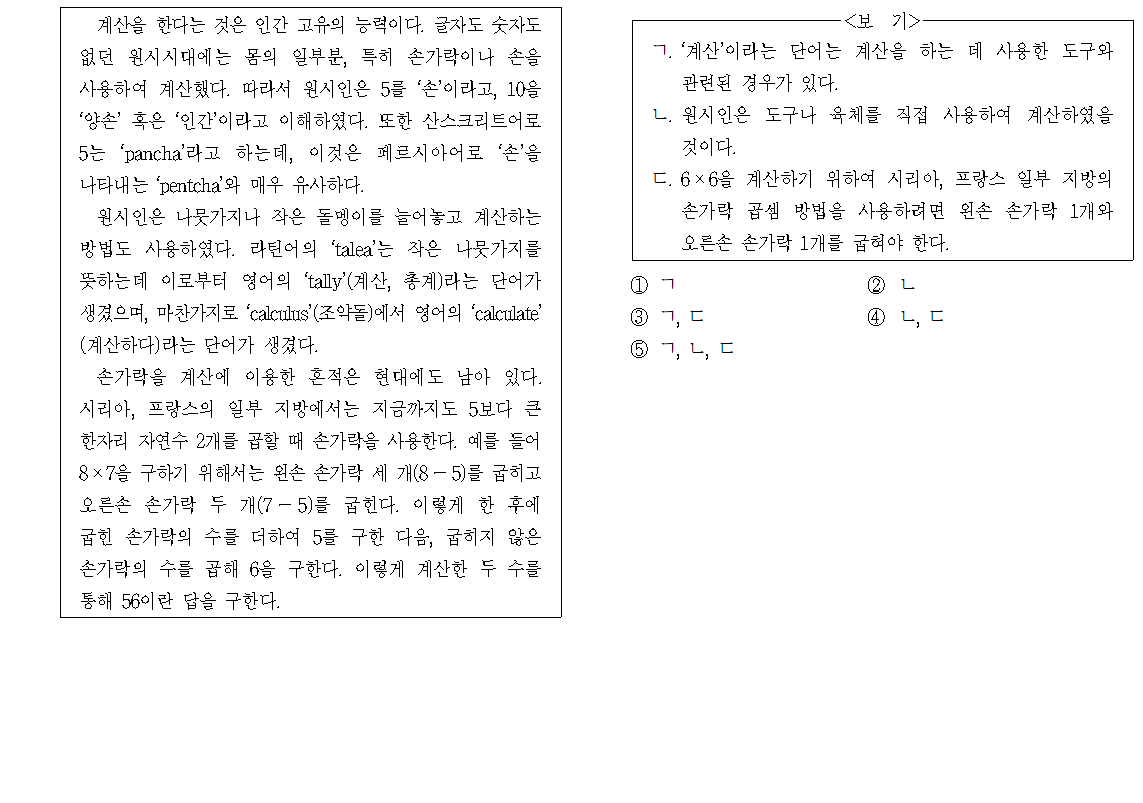 계산을 한다는 것은 인간 고유의 능력이다. 글자도 숫자도
없던 원시시대에는 몸의 일부분, 특히 손가락이나 손을
사용하여 계산했다. 따라서 원시인은 5를 ‘손’이라고, 10을
‘양손’ 혹은 ‘인간’이라고 이해하였다. 또한 산스크리트어로
5는 ‘pancha’라고 하는데, 이것은 페르시아어로 ‘손’을
나타내는 ‘pentcha’와 매우 유사하다.
원시인은 나뭇가지나 작은 돌멩이를 늘어놓고 계산하는
방법도 사용하였다. 라틴어의 ‘talea’는 작은 나뭇가지를
뜻하는데 이로부터 영어의 ‘tally’(계산, 총계)라는 단어가
생겼으며, 마찬가지로 ‘calculus’(조약돌)에서 영어의 ‘calculate’
(계산하다)라는 단어가 생겼다.
손가락을 계산에 이용한 흔적은 현대에도 남아 있다.
시리아, 프랑스의 일부 지방에서는 지금까지도 5보다 큰
한자리 자연수 2개를 곱할 때 손가락을 사용한다. 예를 들어
8×7을 구하기 위해서는 왼손 손가락 세 개(8－5)를 굽히고
오른손 손가락 두 개(7－5)를 굽힌다. 이렇게 한 후에
굽힌 손가락의 수를 더하여 5를 구한 다음, 굽히지 않은
손가락의 수를 곱해 6을 구한다. 이렇게 계산한 두 수를
통해 56이란 답을 구한다.
<보 기>
ㄱ. ‘계산’이라는 단어는 계산을 하는 데 사용한 도구와
관련된 경우가 있다.
ㄴ. 원시인은 도구나 육체를 직접 사용하여 계산하였을
것이다.
ㄷ. 6×6을 계산하기 위하여 시리아, 프랑스 일부 지방의
손가락 곱셈 방법을 사용하려면 왼손 손가락 1개와
오른손 손가락 1개를 굽혀야 한다.
① ㄱ ② ㄴ
③ ㄱ, ㄷ ④ ㄴ, ㄷ
⑤ ㄱ, ㄴ, ㄷ